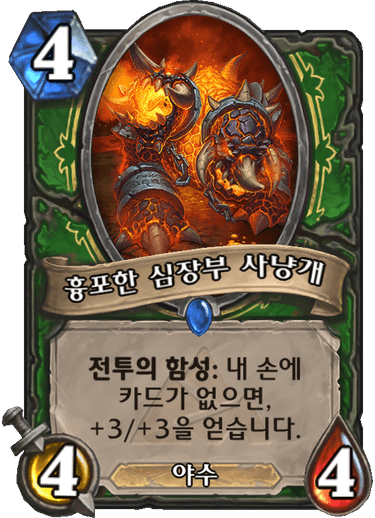 4
흉포한 심장부 사냥개
전투의 함성: 내 손에
카드가 없으면,
+3/+3을 얻습니다.
4
야수
4